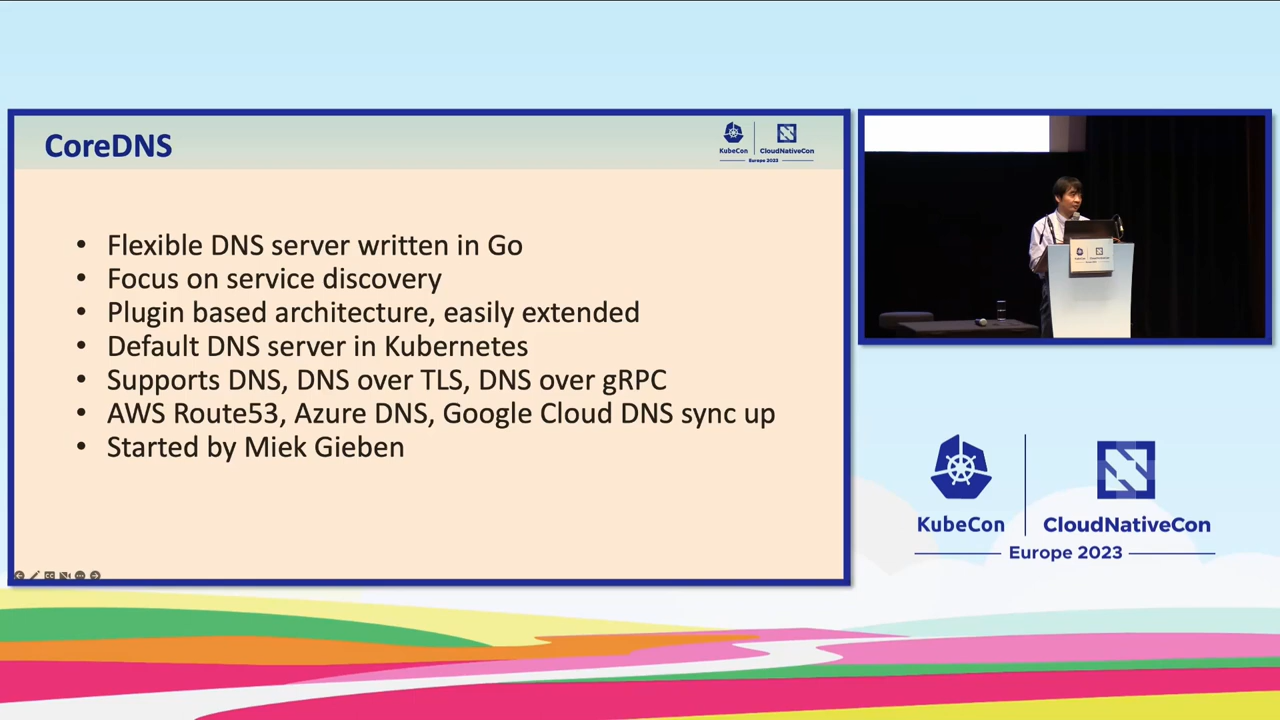 CoreDNS
KubeCon
CloudNativeCon
Europe 2023
• Flexible DNS server written in Go
• Focus on service discovery
• Plugin based architecture, easily extended
• Default DNS server in Kubernetes
• Supports DNS, DNS over TLS, DNS over gRPC
• AWS Route53, Azure DNS, Google Cloud DNS sync up
• Started by Miek Gieben
KubeCon
CloudNativeCon
Europe 2023